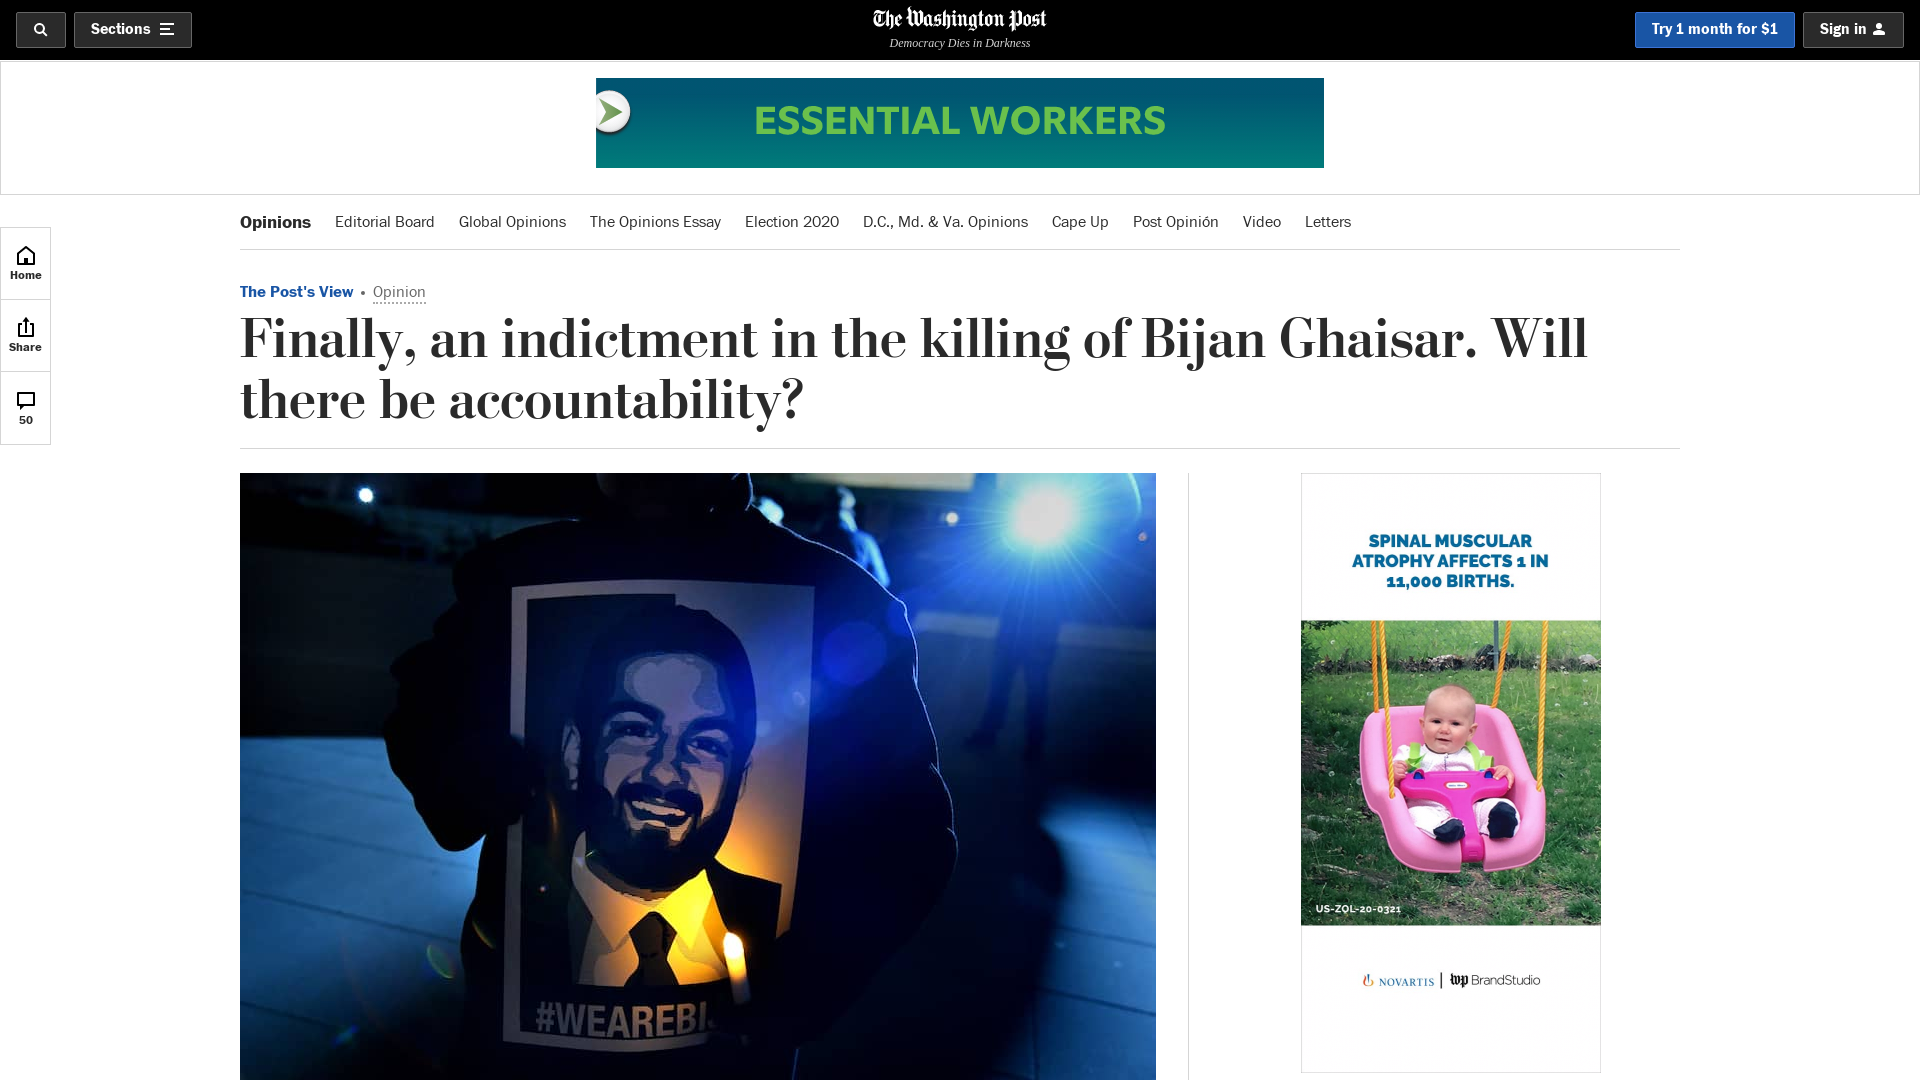 Sections
The Washington Post
Democracy Dies in Darkness
Try 1 month for $1
Sign in
ESSENTIAL WORKERS
Opinions Editorial Board Global Opinions The Opinions Essay Election 2020 D.C., Md. & Va. Opinions Cape Up Post Opinión Video Letters
Home
Share
50
The Post's View • Opinion
Finally, an indictment in the killing of Bijan Ghaisar. Will
there be accountability?
#WEAREBI
SPINAL MUSCULAR
ATROPHY AFFECTS 1 IN
11,000 BIRTHS.
US-ZOL-20-0321
NOVARTIS | wp BrandStudio